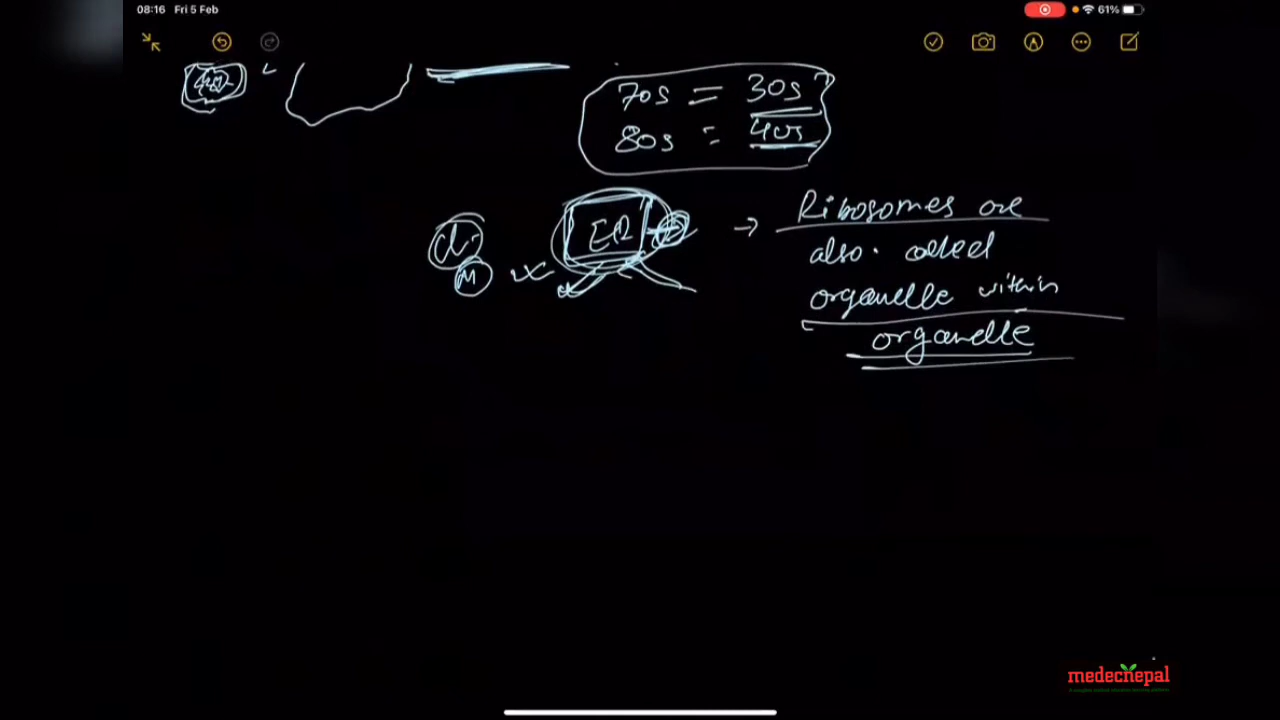 08:16 Fri 5 Feb
61%
70s = 30s
80s = 40s
ER
M
→ Ribosomes are
also called
organelle within
organelle
medecnepal